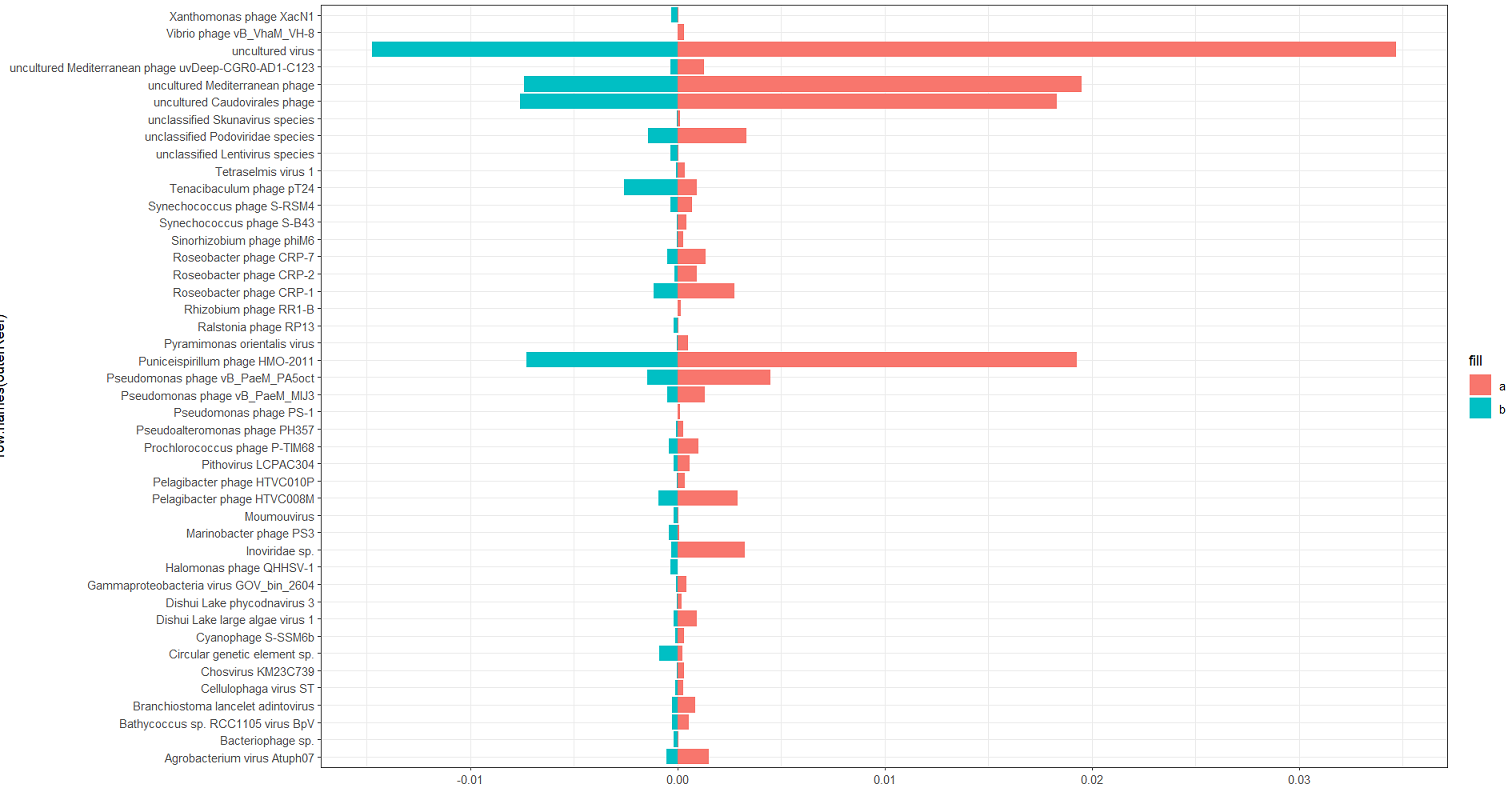 Xanthomonas phage XacN1
Vibrio phage vB_VhaM_VH-8
uncultured virus
uncultured Mediterranean phage uvDeep-CGR0-AD1-C123
uncultured Mediterranean phage
uncultured Caudovirales phage
unclassified Skunavirus species
unclassified Podoviridae species
unclassified Lentivirus species
Tetraselmis virus 1
Tenacibaculum phage pT24
Synechococcus phage S-RSM4
Synechococcus phage S-B43
Sinorhizobium phage phiM6
Roseobacter phage CRP-7
Roseobacter phage CRP-2
Roseobacter phage CRP-1
Rhizobium phage RR1-B
Ralstonia phage RP13
Pyramimonas orientalis virus
Puniceispirillum phage HMO-2011
Pseudomonas phage vB_PaeM_PA5oct
Pseudomonas phage vB_PaeM_MIJ3
Pseudomonas phage PS-1
Pseudoalteromonas phage PH357
Prochlorococcus phage P-TIM68
Pithovirus LCPAC304
Pelagibacter phage HTVC010P
Pelagibacter phage HTVC008M
Moumouvirus
Marinobacter phage PS3
Inoviridae sp.
Halomonas phage QHHSV-1
Gammaproteobacteria virus GOV_bin_2604
Dishui Lake phycodnavirus 3
Dishui Lake large algae virus 1
Cyanophage S-SSM6b
Circular genetic element sp.
Chosvirus KM23C739
Cellulophaga virus ST
Branchiostoma lancelet adintovirus
Bathycoccus sp. RCC1105 virus BpV
Bacteriophage sp.
Agrobacterium virus Atuph07
-0.01 0.00 0.01 0.02 0.03
fill
a
b